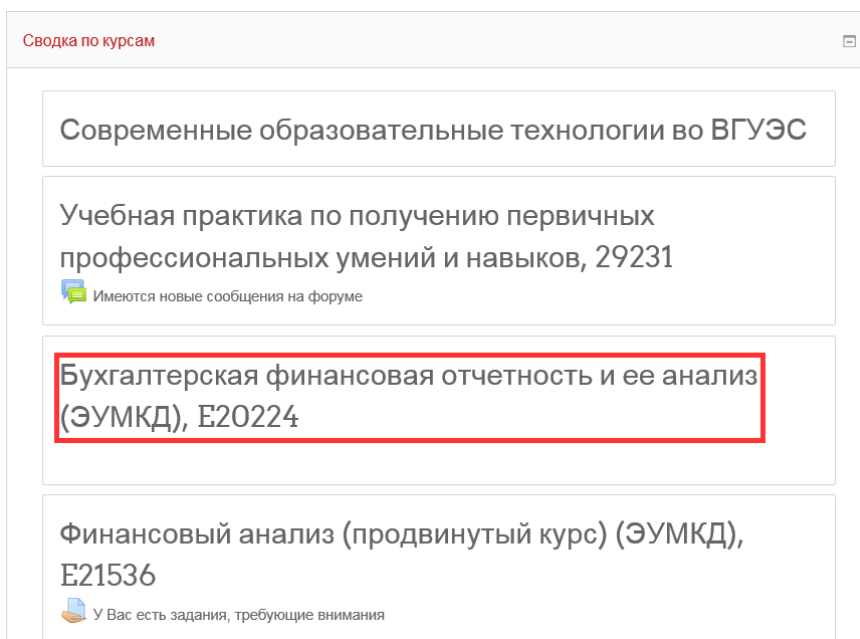 Сводка по курсам
Современные образовательные технологии во ВГУЭС
Учебная практика по получению первичных
профессиональных умений и навыков, 29231
Имеются новые сообщения на форуме
Бухгалтерская финансовая отчетность и ее анализ
(ЭУМКД), E20224
Финансовый анализ (продвинутый курс) (ЭУМКД),
E21536
У Вас есть задания, требующие внимания